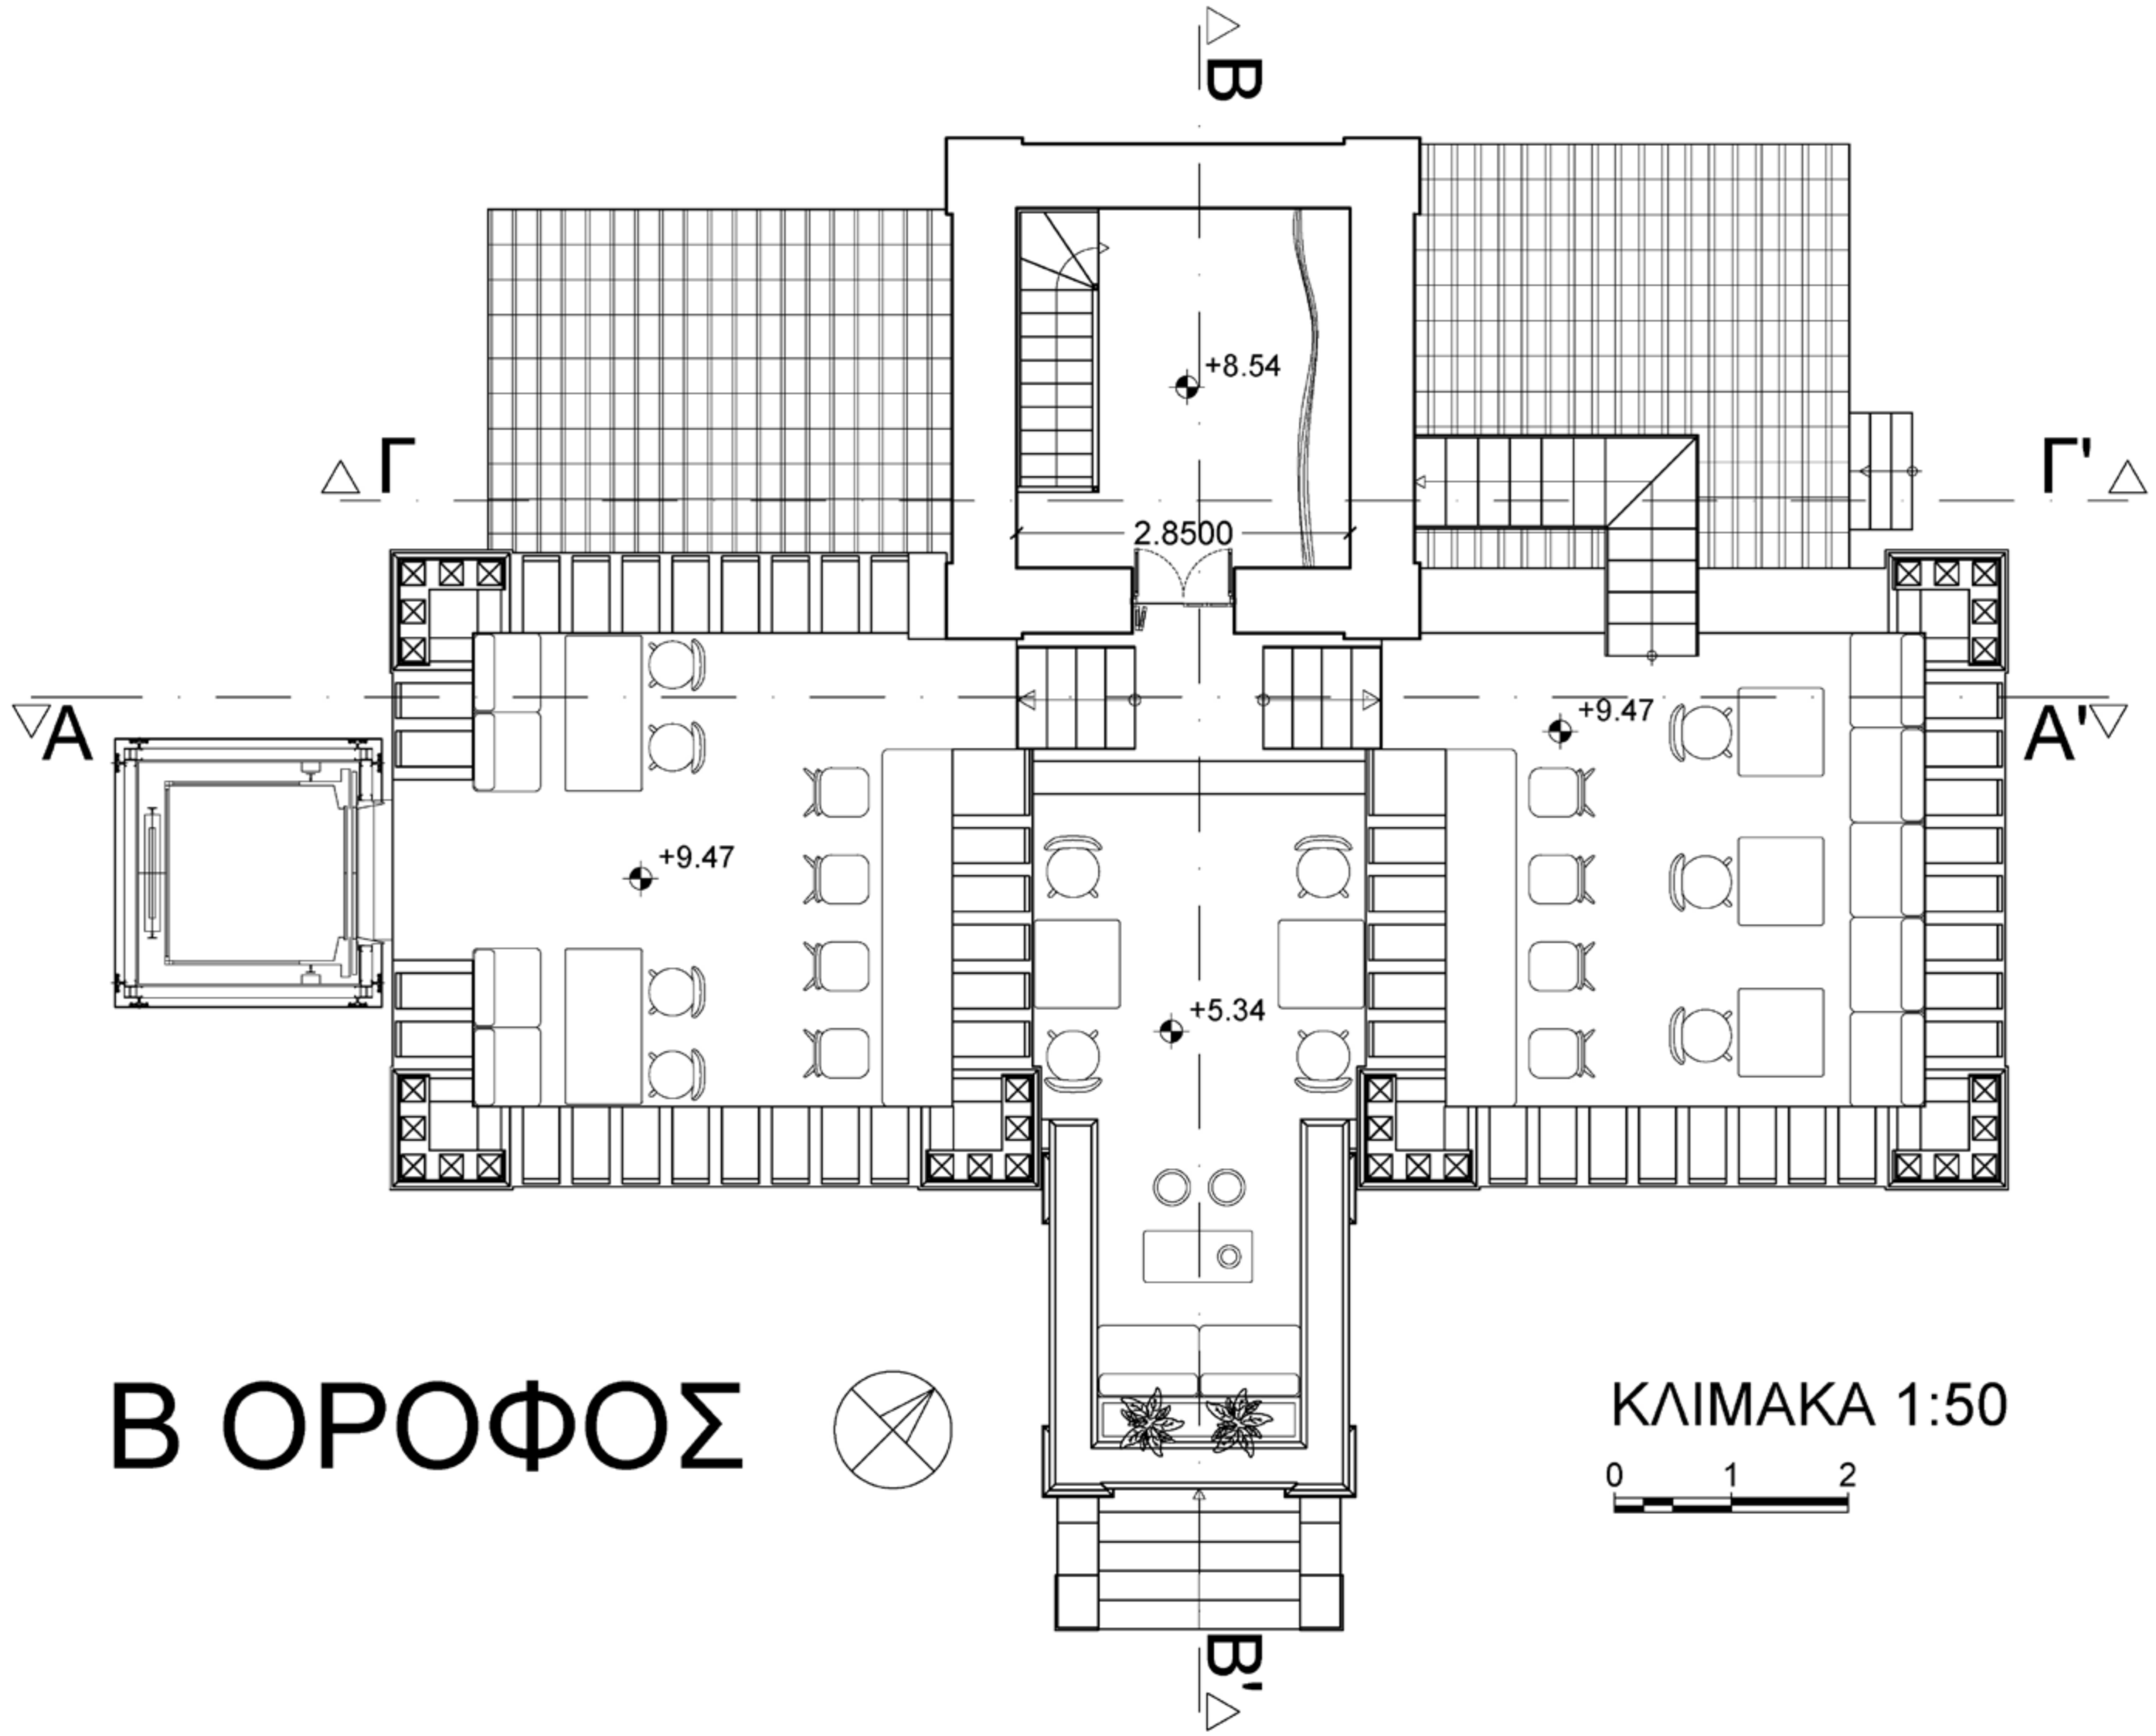 Β
+8.54
Γ
Γ'
2.8500
Α
+9.47
Α'
+9.47
+5.34
Β ΟΡΟΦΟΣ
ΚΛΙΜΑΚΑ 1:50
0 1 2
Β'